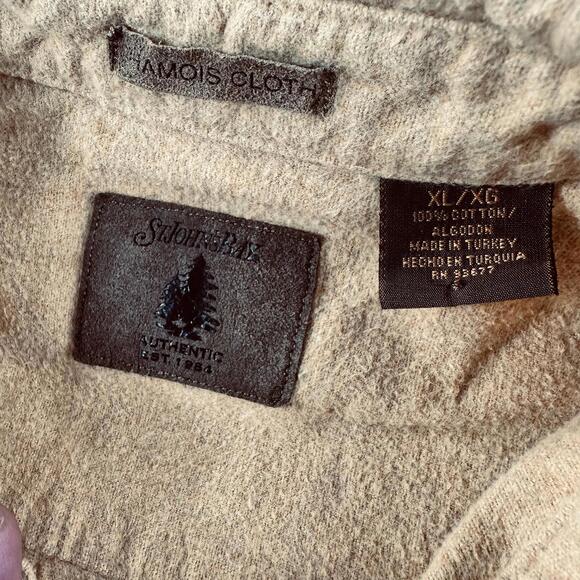 HAMOIS CLOTH
ST. JOHN'S BAY
AUTHENTIC
EST 1984
XL/XG
100% COTTON/
ALGODON
MADE IN TURKEY
HECHO EN TURQUIA
RN 93677